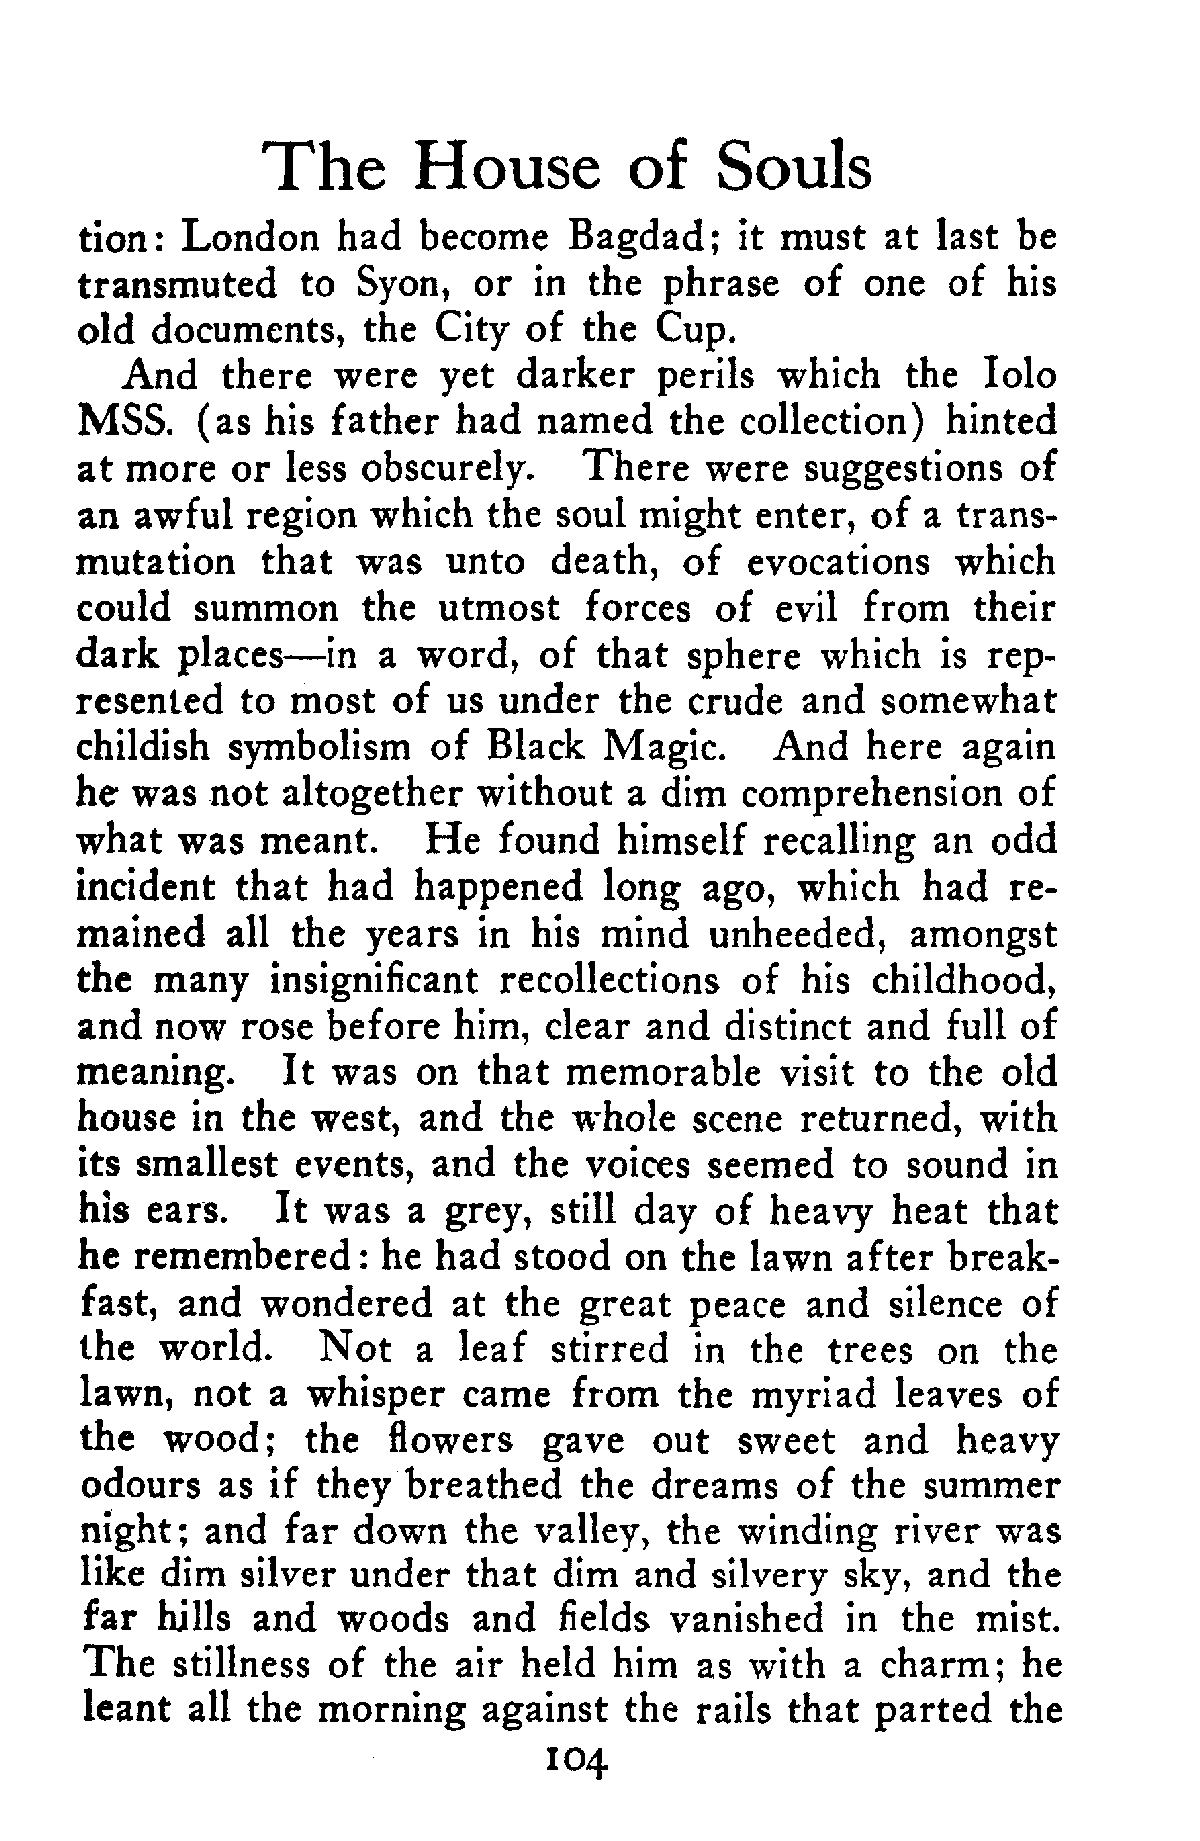 The House of Souls
tion: London had become Bagdad; it must at last be
transmuted to Syon, or in the phrase of one of his
old documents, the City of the Cup.
And there were yet darker perils which the Iolo
MSS. (as his father had named the collection) hinted
at more or less obscurely. There were suggestions of
an awful region which the soul might enter, of a trans-
mutation that was unto death, of evocations which
could summon the utmost forces of evil from their
dark places—in a word, of that sphere which is rep-
resented to most of us under the crude and somewhat
childish symbolism of Black Magic. And here again
he was not altogether without a dim comprehension of
what was meant. He found himself recalling an odd
incident that had happened long ago, which had re-
mained all the years in his mind unheeded, amongst
the many insignificant recollections of his childhood,
and now rose before him, clear and distinct and full of
meaning. It was on that memorable visit to the old
house in the west, and the whole scene returned, with
its smallest events, and the voices seemed to sound in
his ears. It was a grey, still day of heavy heat that
he remembered: he had stood on the lawn after break-
fast, and wondered at the great peace and silence of
the world. Not a leaf stirred in the trees on the
lawn, not a whisper came from the myriad leaves of
the wood; the flowers gave out sweet and heavy
odours as if they breathed the dreams of the summer
night; and far down the valley, the winding river was
like dim silver under that dim and silvery sky, and the
far hills and woods and fields vanished in the mist.
The stillness of the air held him as with a charm; he
leant all the morning against the rails that parted the
104